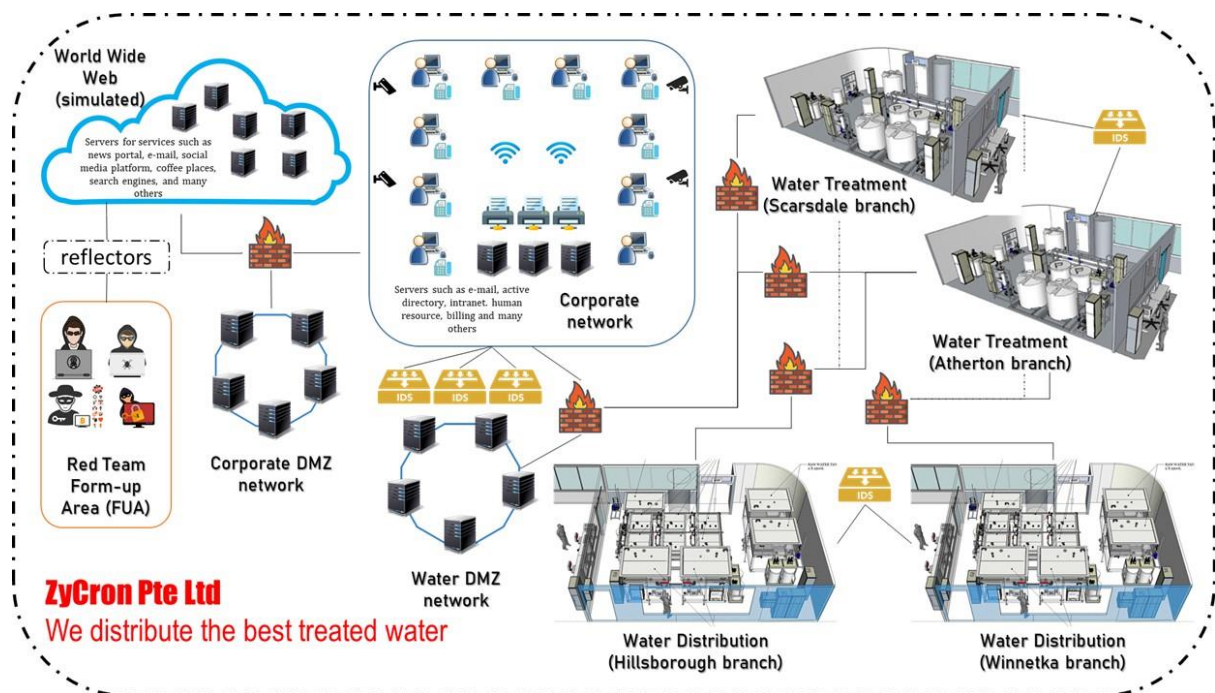 World Wide
Web
(simulated)
Servers for services such as
news portal, e-mail, social
media platform, coffee places,
search engines, and many
others
reflectors
Red Team
Form-up
Area (FUA)
Corporate DMZ
network
Servers such as e-mail, active
directory, intranet. human
resource, billing and many
others
Corporate
network
IDS
IDS
IDS
Water DMZ
network
Water Treatment
(Scarsdale branch)
IDS
Water Treatment
(Atherton branch)
IDS
Water Distribution
(Hillsborough branch)
Water Distribution
(Winnetka branch)
ZyCron Pte Ltd
We distribute the best treated water